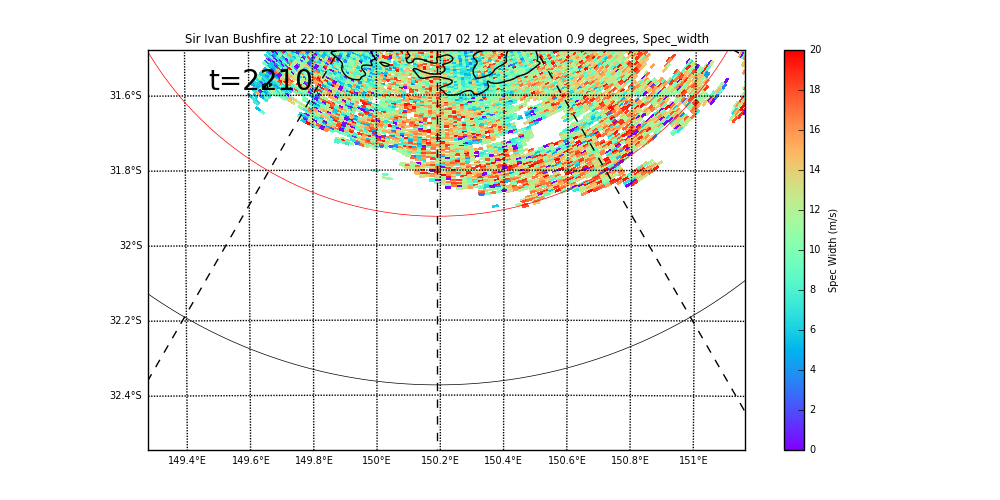 Sir Ivan Bushfire at 22:10 Local Time on 2017 02 12 at elevation 0.9 degrees, Spec_width
t=2210
31.6°S
31.8°S
32°S
32.2°S
32.4°S
149.4°E 149.6°E 149.8°E 150°E 150.2°E 150.4°E 150.6°E 150.8°E 151°E
20
18
16
14
12
10
8
6
4
2
0
Spec Width (m/s)